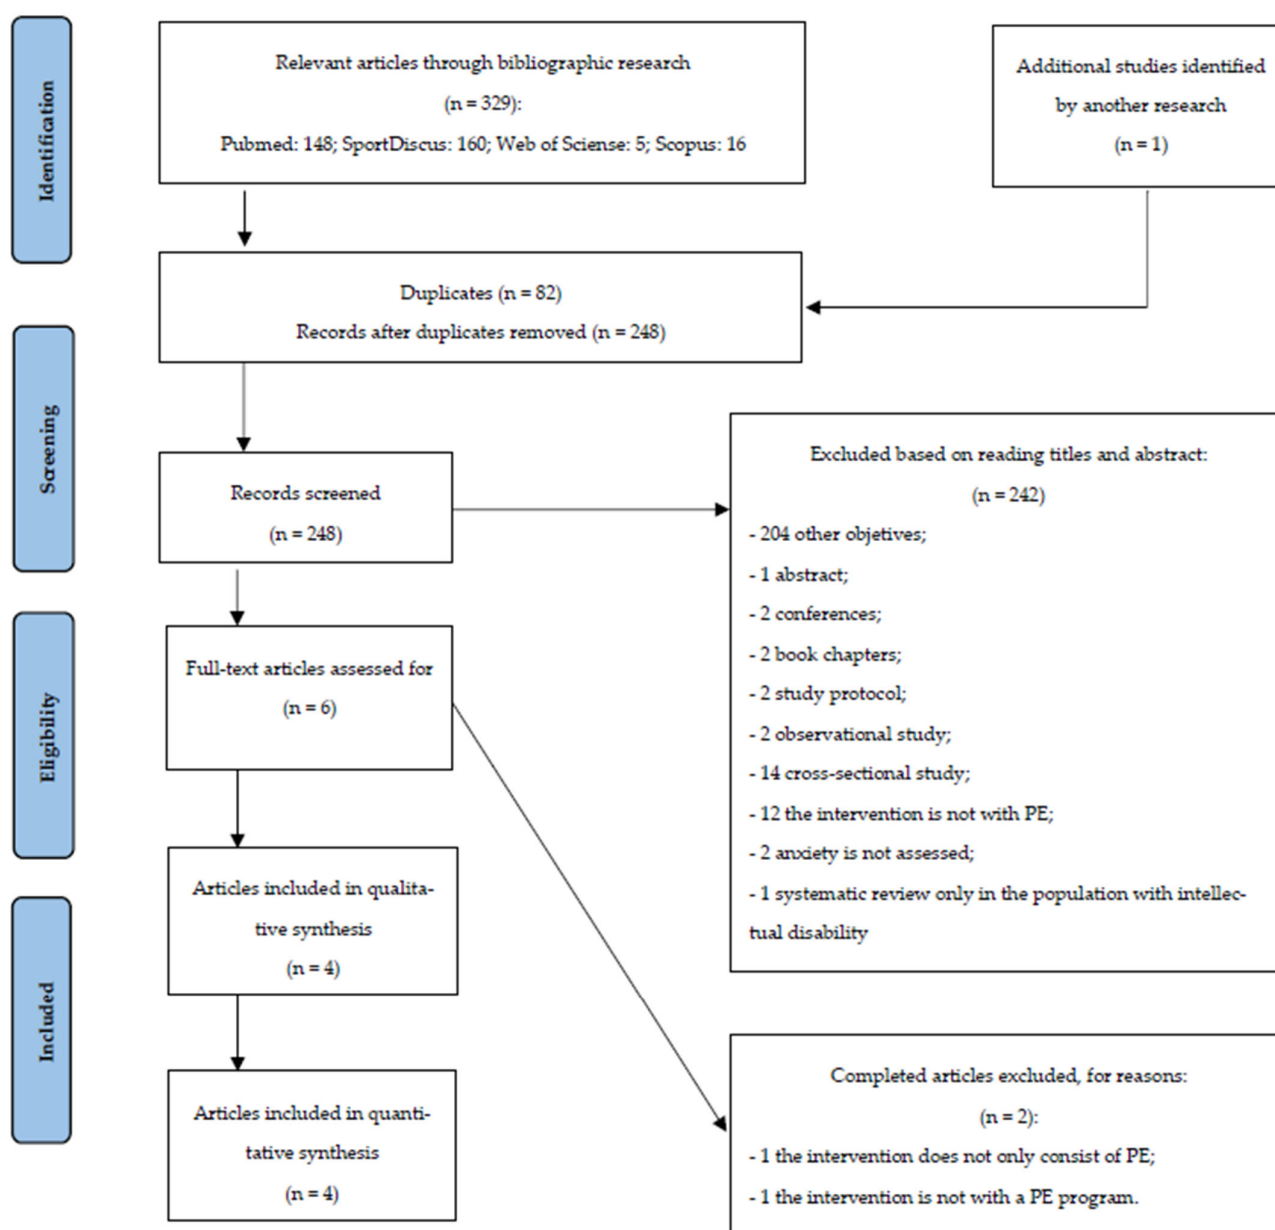 Identification
Relevant articles through bibliographic research
(n = 329):
Pubmed: 148; SportDiscus: 160; Web of Sciense: 5; Scopus: 16
Additional studies identified
by another research
(n = 1)
Duplicates (n = 82)
Records after duplicates removed (n = 248)
Screening
Records screened
(n = 248)
Excluded based on reading titles and abstract:
(n = 242)
- 204 other objetives;
- 1 abstract;
- 2 conferences;
- 2 book chapters;
- 2 study protocol;
- 2 observational study;
- 14 cross-sectional study;
- 12 the intervention is not with PE;
- 2 anxiety is not assessed;
- 1 systematic review only in the population with intellec-
tual disability
Eligibility
Full-text articles assessed for
(n = 6)
Articles included in qualita-
tive synthesis
(n = 4)
Included
Articles included in quanti-
tative synthesis
(n = 4)
Completed articles excluded, for reasons:
(n = 2):
- 1 the intervention does not only consist of PE;
- 1 the intervention is not with a PE program.